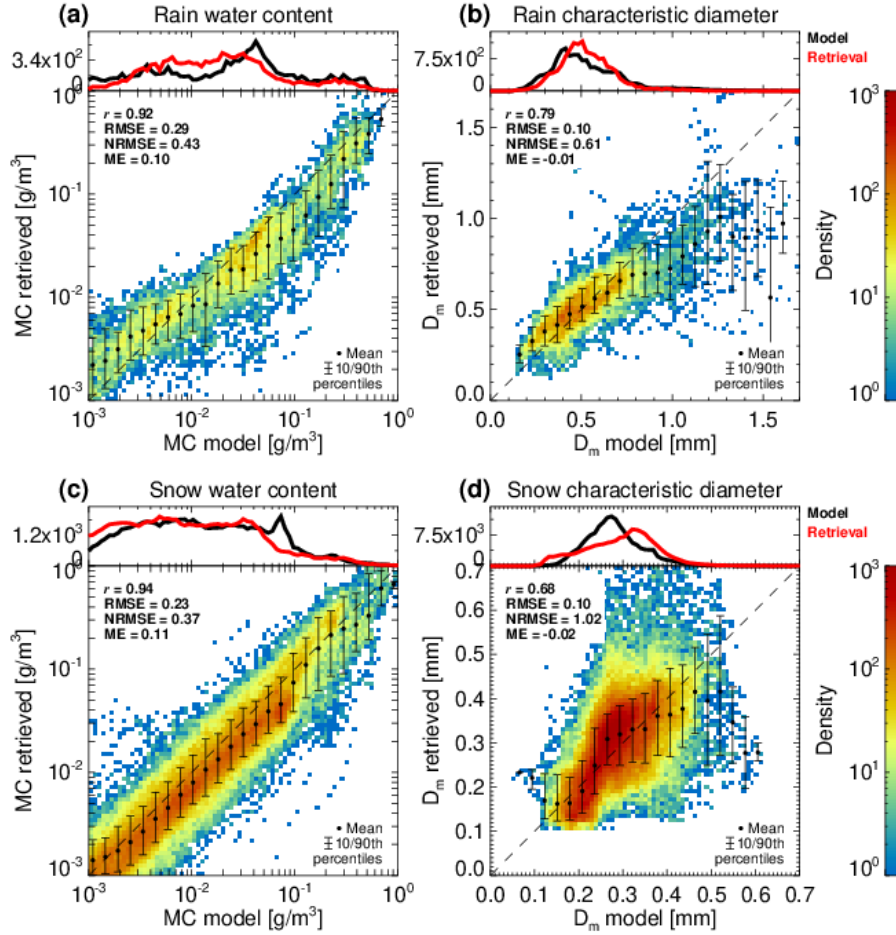 (a) Rain water content
3.4x10²
0
10⁰
10⁻¹
10⁻²
10⁻³
MC retrieved [g/m³]
r = 0.92
RMSE = 0.29
NRMSE = 0.43
ME = 0.10
• Mean
10/90th
percentiles
10⁻³ 10⁻² 10⁻¹ 10⁰
MC model [g/m³]
(b) Rain characteristic diameter
Model
Retrieval
7.5x10²
0
1.5
1.0
0.5
0.0
Dₘ retrieved [mm]
r = 0.79
RMSE = 0.10
NRMSE = 0.61
ME = -0.01
• Mean
10/90th
percentiles
0.0 0.5 1.0 1.5
Dₘ model [mm]
10³
10²
10¹
10⁰
Density
(c) Snow water content
1.2x10³
0
10⁰
10⁻¹
10⁻²
10⁻³
MC retrieved [g/m³]
r = 0.94
RMSE = 0.23
NRMSE = 0.37
ME = 0.11
• Mean
10/90th
percentiles
10⁻³ 10⁻² 10⁻¹ 10⁰
MC model [g/m³]
(d) Snow characteristic diameter
Model
Retrieval
7.5x10³
0
0.7
0.6
0.5
0.4
0.3
0.2
0.1
0.0
Dₘ retrieved [mm]
r = 0.68
RMSE = 0.10
NRMSE = 1.02
ME = -0.02
• Mean
10/90th
percentiles
0.0 0.1 0.2 0.3 0.4 0.5 0.6 0.7
Dₘ model [mm]
10³
10²
10¹
10⁰
Density